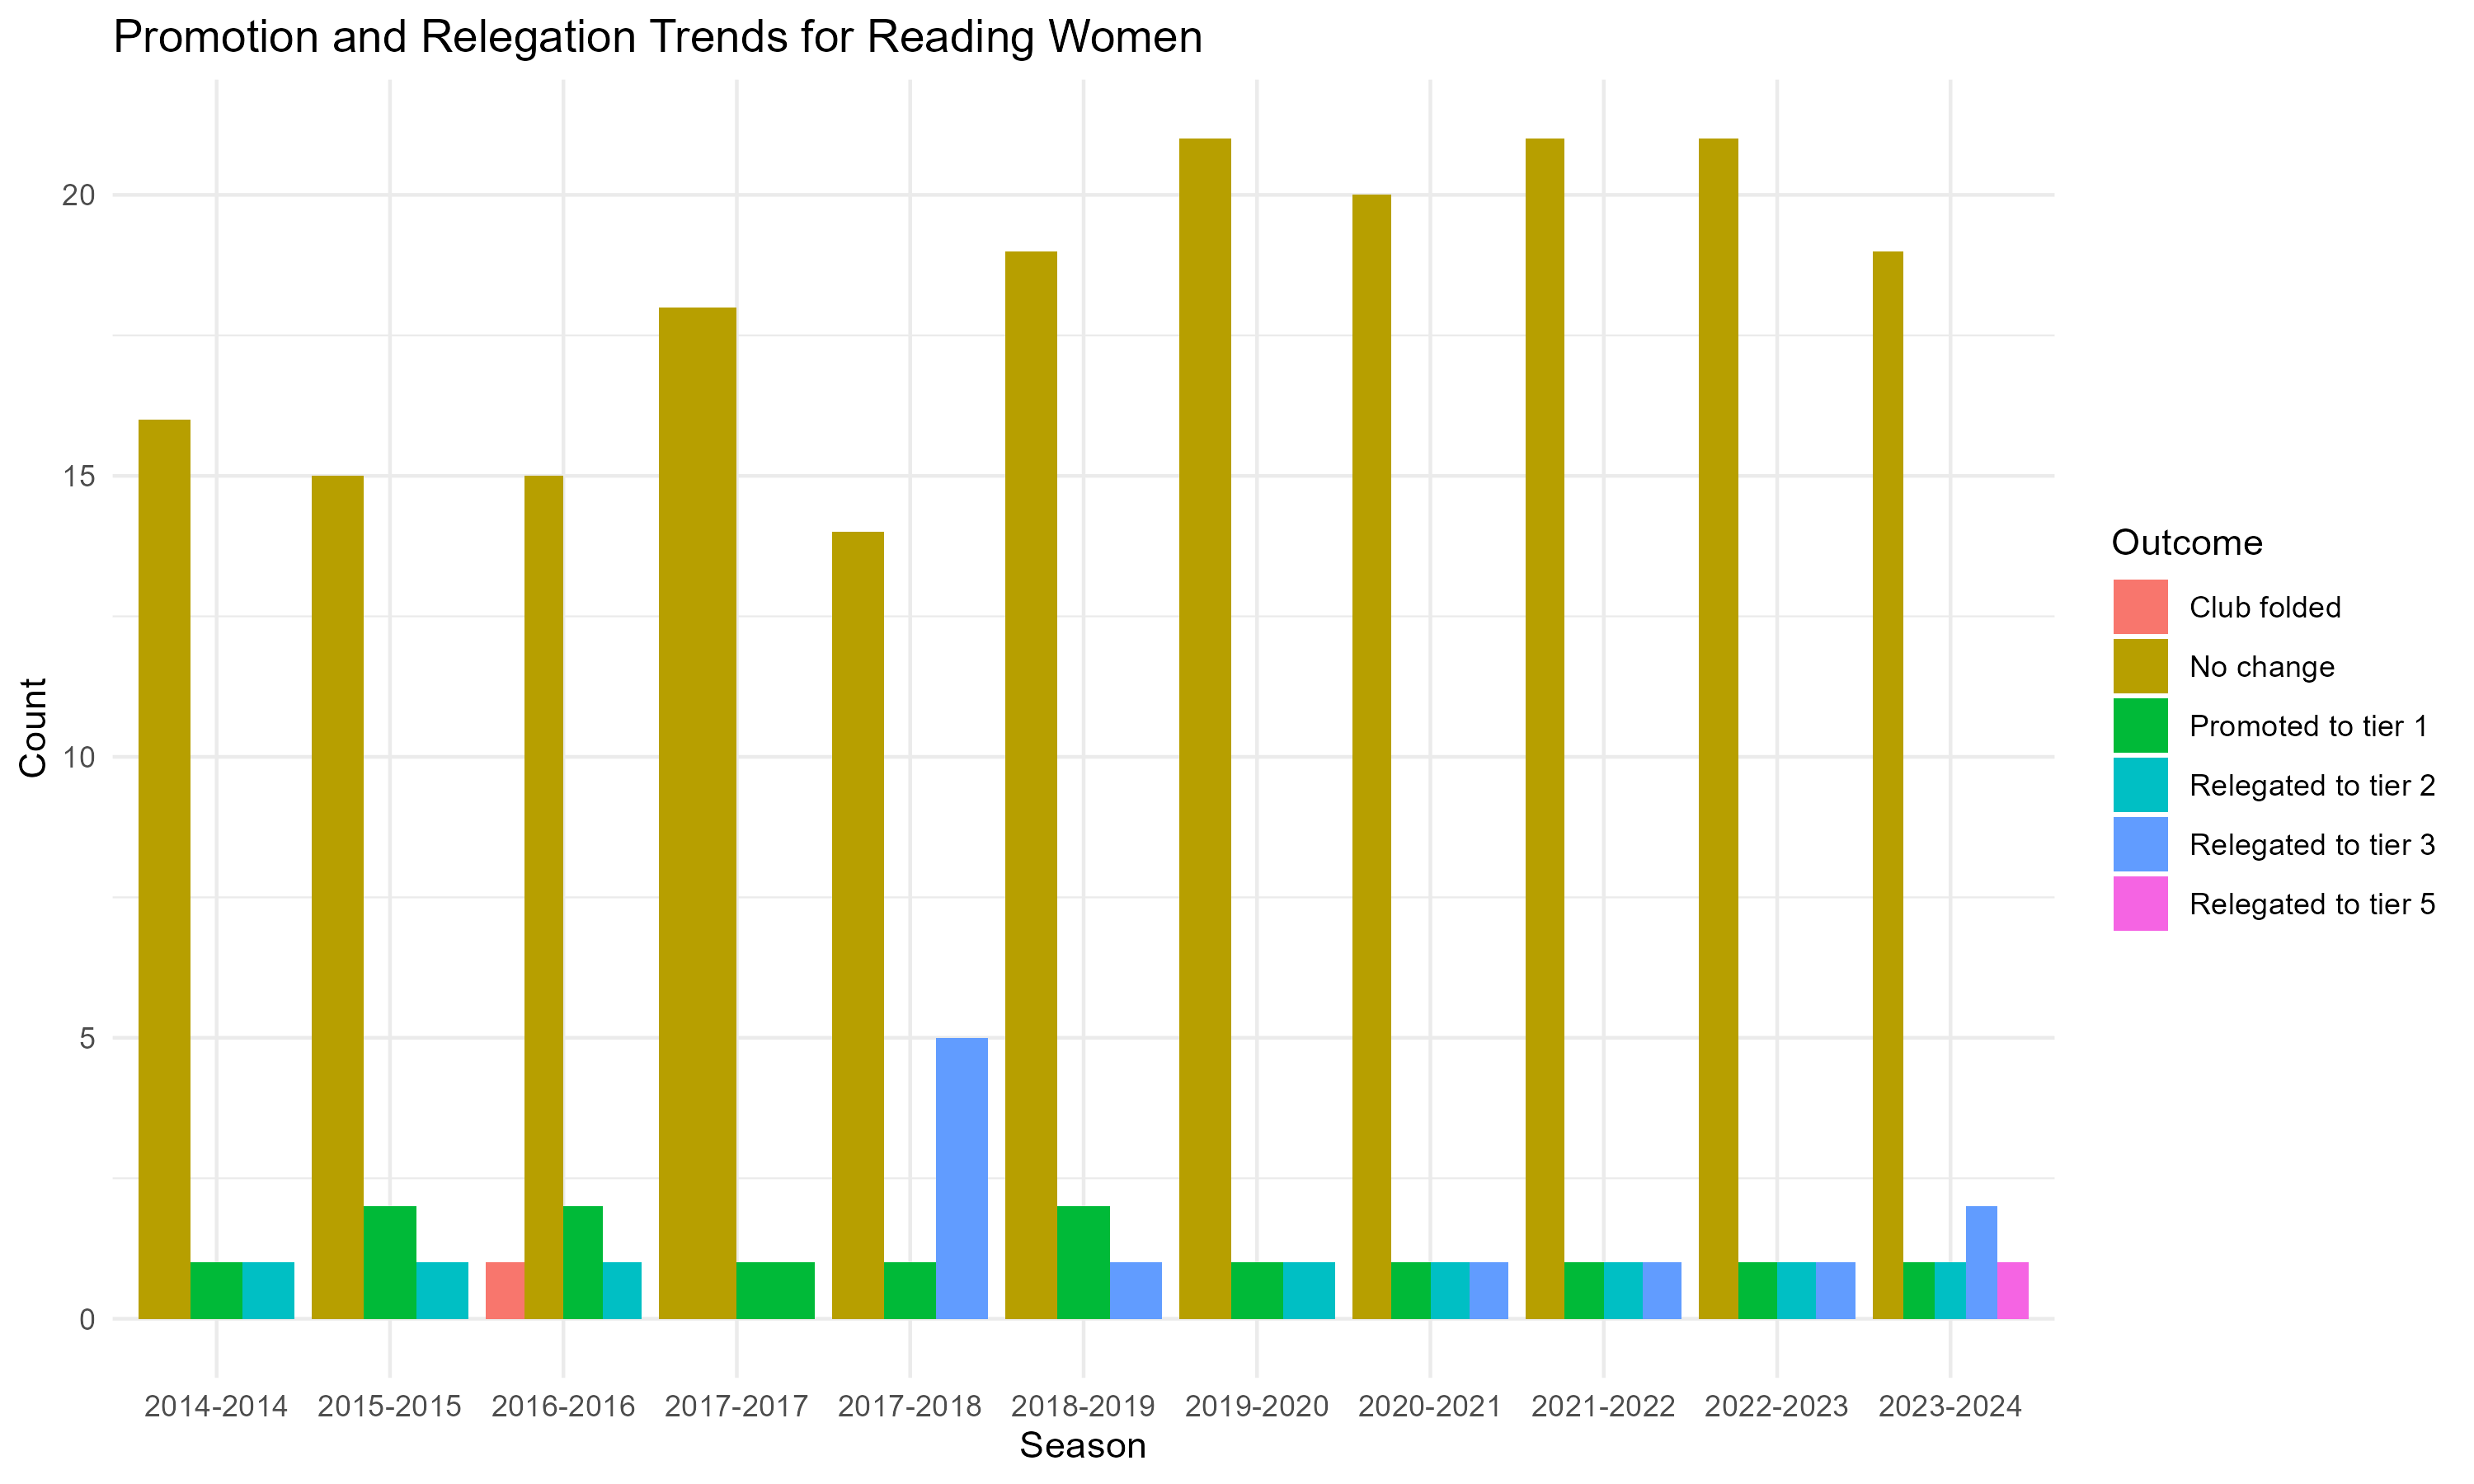 Promotion and Relegation Trends for Reading Women
Count
20
15
10
5
0
2014-2014 2015-2015 2016-2016 2017-2017 2017-2018 2018-2019 2019-2020 2020-2021 2021-2022 2022-2023 2023-2024
Season
Outcome
Club folded
No change
Promoted to tier 1
Relegated to tier 2
Relegated to tier 3
Relegated to tier 5